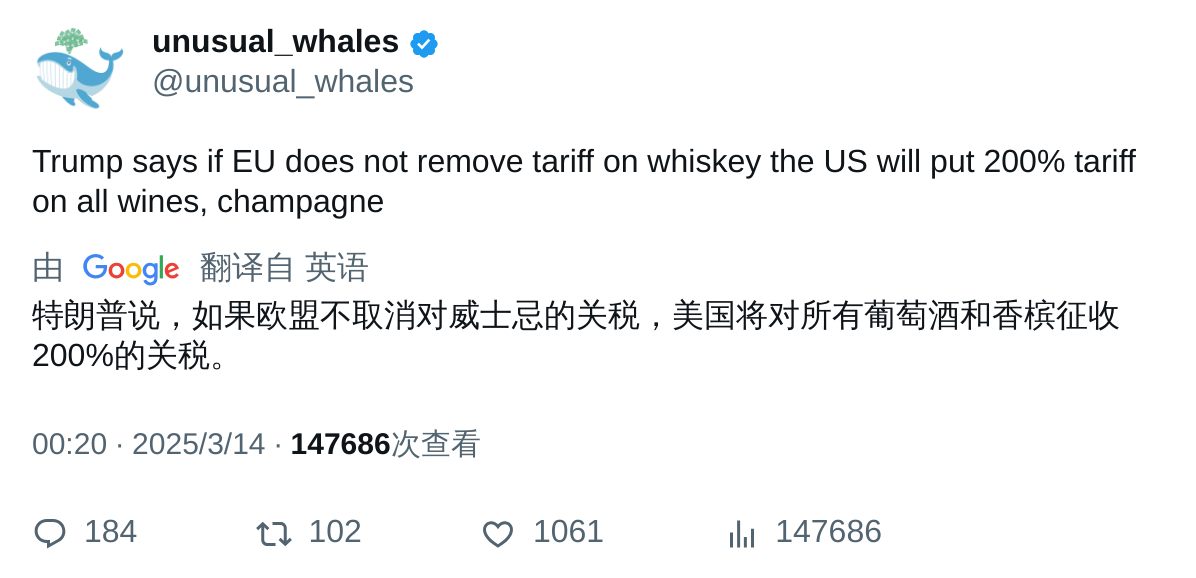 unusual_whales
@unusual_whales
Trump says if EU does not remove tariff on whiskey the US will put 200% tariff
on all wines, champagne
由 Google 翻译自 英语
特朗普说，如果欧盟不取消对威士忌的关税，美国将对所有葡萄酒和香槟征收
200%的关税。
00:20 · 2025/3/14 · 147686次查看
184 102 1061 147686